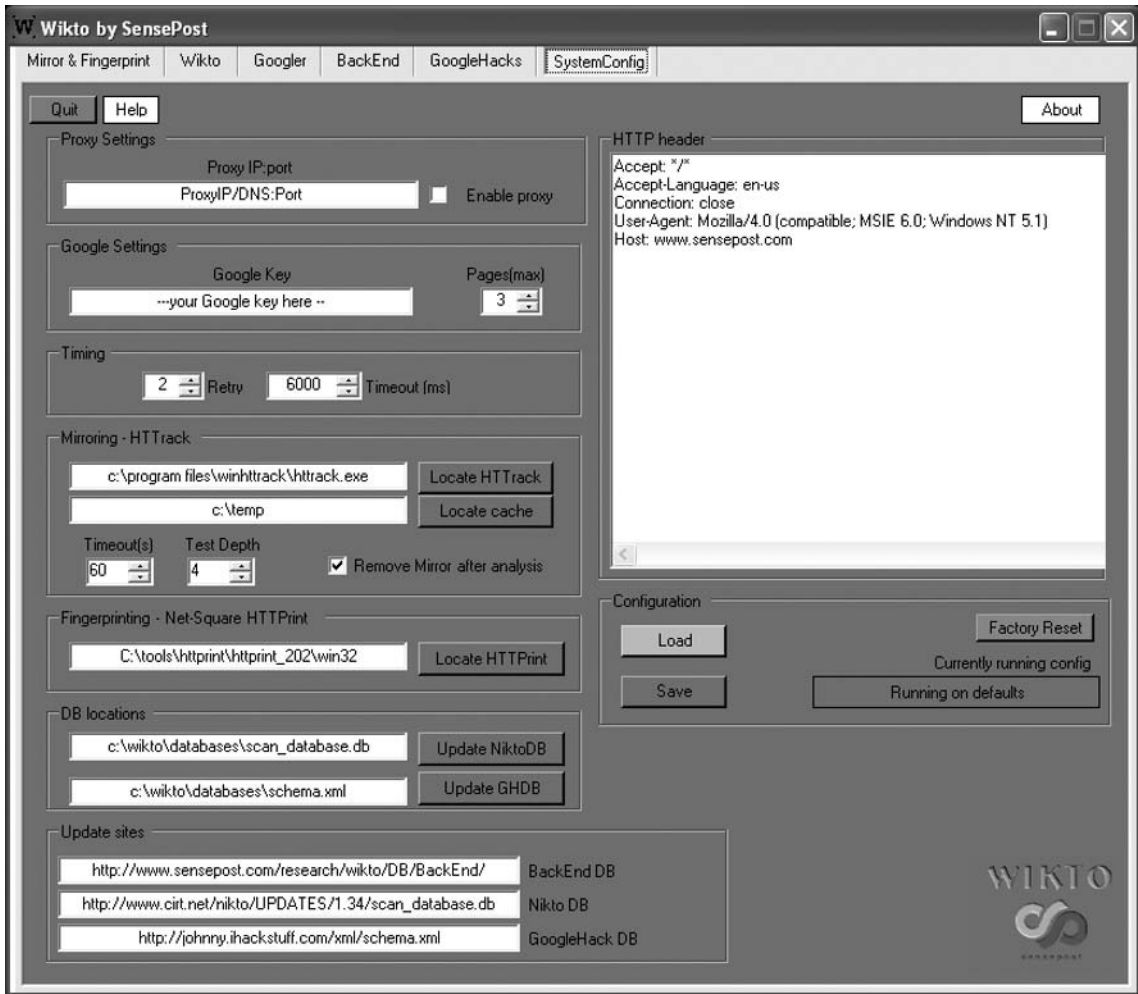 Wikto by SensePost
Mirror & Fingerprint Wikto Googler BackEnd GoogleHacks SystemConfig
Quit Help About
Proxy Settings
Proxy IP:port
ProxyIP/DNS:Port Enable proxy
Google Settings
Google Key Pages(max)
---your Google key here -- 3
Timing
2 Retry 6000 Timeout (ms)
Mirroring - HTTrack
c:\program files\winhttrack\httrack.exe Locate HTTrack
c:\temp Locate cache
Timeout(s) Test Depth
60 4 Remove Mirror after analysis
Fingerprinting - Net-Square HTTPrint
C:\tools\httprint\httprint_202\win32 Locate HTTPrint
DB locations
c:\wikto\databases\scan_database.db Update NiktoDB
c:\wikto\databases\schema.xml Update GHDB
Update sites
http://www.sensepost.com/research/wikto/DB/BackEnd/ BackEnd DB
http://www.cirt.net/nikto/UPDATES/1.34/scan_database.db Nikto DB
http://johnny.ihackstuff.com/xml/schema.xml GoogleHack DB
HTTP header
Accept: */*
Accept-Language: en-us
Connection: close
User-Agent: Mozilla/4.0 (compatible; MSIE 6.0; Windows NT 5.1)
Host: www.sensepost.com
Configuration
Load Factory Reset
Currently running config
Save Running on defaults
WIKTO
sensepost